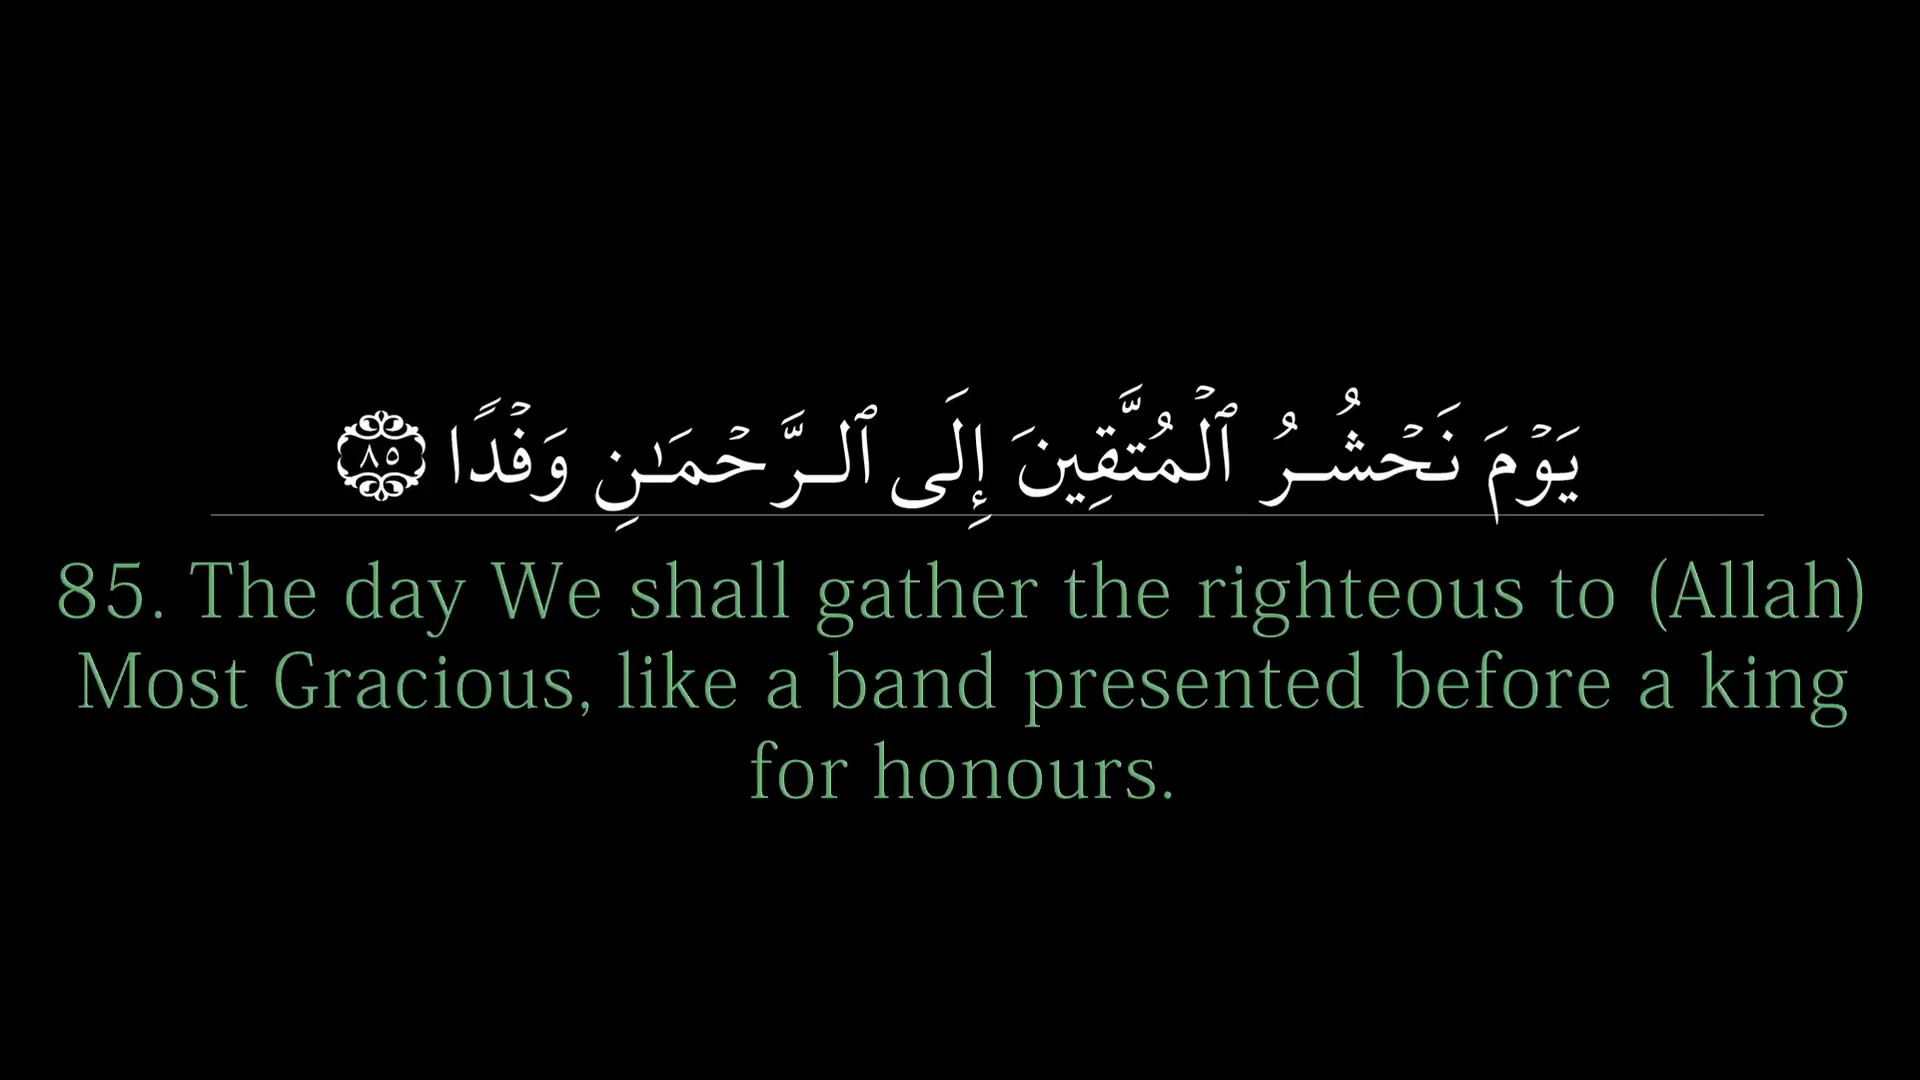 يَوْمَ نَحْشُرُ ٱلْمُتَّقِينَ إِلَى ٱلرَّحْمَـٰنِ وَفْدًا ٨٥
85. The day We shall gather the righteous to (Allah)
Most Gracious, like a band presented before a king
for honours.